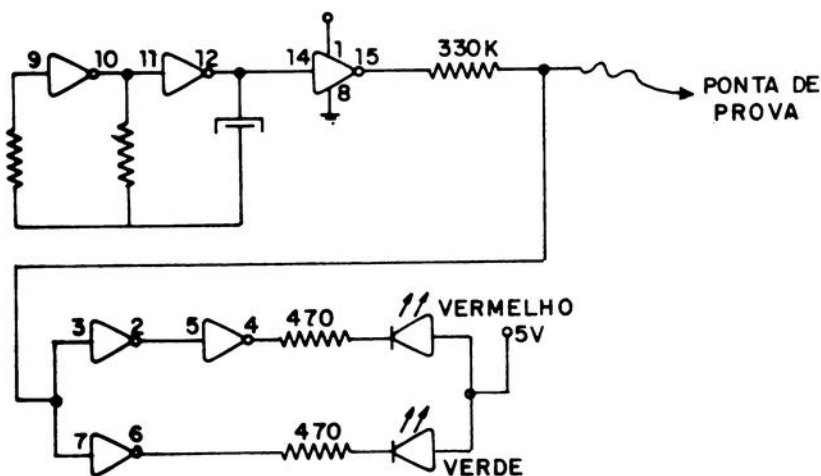 330K
9 10 11 12 14 1 15
8
PONTA DE
PROVA
3 2 5 4 470 VERMELHO
5V
7 6 470
VERDE